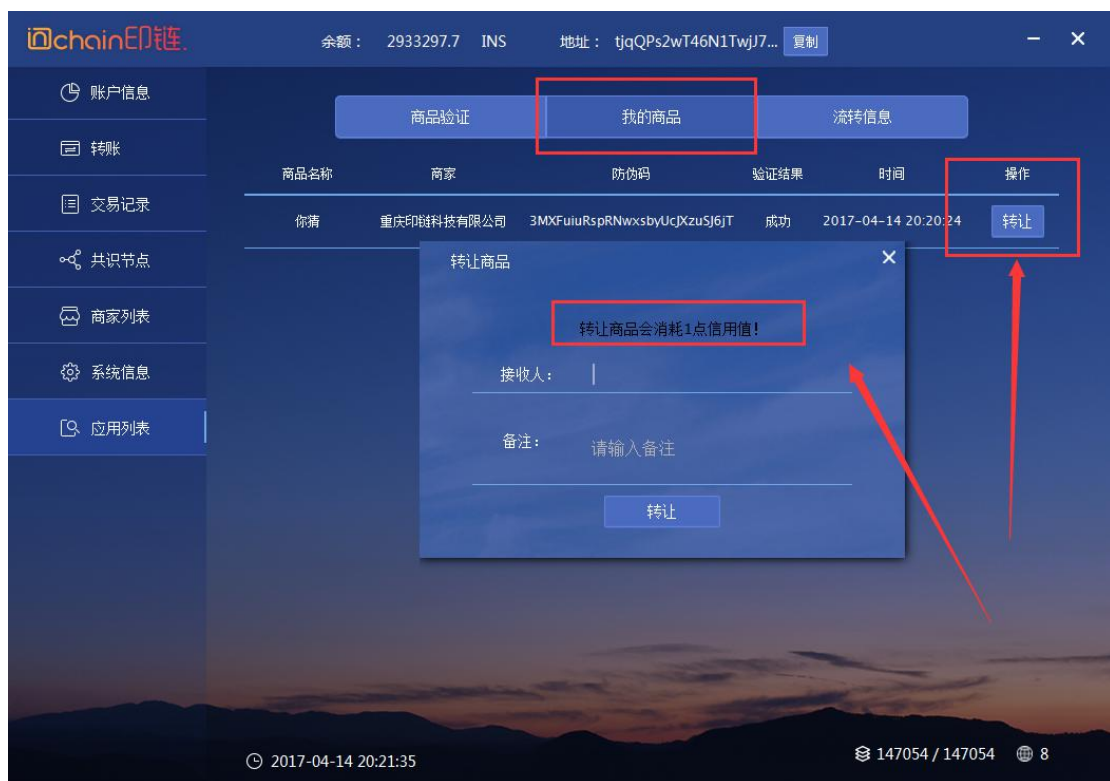 inchain印链.
余额： 2933297.7 INS 地址： tjqQPs2wT46N1TwjJ7... 复制
账户信息
转账
交易记录
共识节点
商家列表
系统信息
应用列表
商品验证 我的商品 流转信息
商品名称 商家 防伪码 验证结果 时间 操作
你猜 重庆印链科技有限公司 3MXFuiuRspRNwxsbyUcJXzuSJ6jT 成功 2017-04-14 20:20:24 转让
转让商品
转让商品会消耗1点信用值!
接收人：
备注： 请输入备注
转让
2017-04-14 20:21:35 147054 / 147054 8